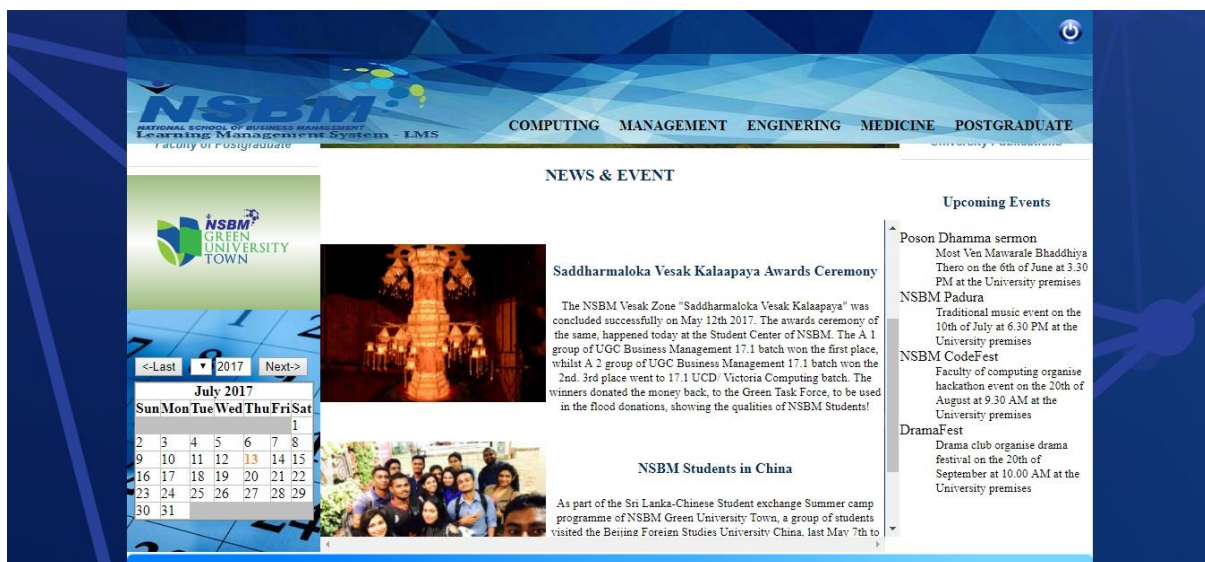 NSBM
NATIONAL SCHOOL OF BUSINESS MANAGEMENT
Learning Management System - LMS
COMPUTING MANAGEMENT ENGINERING MEDICINE POSTGRADUATE
Faculty of Postgraduate
University Publications
NSBM
GREEN
UNIVERSITY
TOWN
<-Last 2017 Next->
July 2017
Sun Mon Tue Wed Thu Fri Sat
1
2 3 4 5 6 7 8
9 10 11 12 13 14 15
16 17 18 19 20 21 22
23 24 25 26 27 28 29
30 31
NEWS & EVENT
Saddharmaloka Vesak Kalaapaya Awards Ceremony
The NSBM Vesak Zone "Saddharmaloka Vesak Kalaapaya" was
concluded successfully on May 12th 2017. The awards ceremony of
the same, happened today at the Student Center of NSBM. The A 1
group of UGC Business Management 17.1 batch won the first place,
whilst A 2 group of UGC Business Management 17.1 batch won the
2nd. 3rd place went to 17.1 UCD/ Victoria Computing batch. The
winners donated the money back, to the Green Task Force, to be used
in the flood donations, showing the qualities of NSBM Students!
NSBM Students in China
As part of the Sri Lanka-Chinese Student exchange Summer camp
programme of NSBM Green University Town, a group of students
visited the Beijing Foreign Studies University China, last May 7th to
Upcoming Events
Poson Dhamma sermon
Most Ven Mawarale Bhaddhiya
Thero on the 6th of June at 3.30
PM at the University premises
NSBM Padura
Traditional music event on the
10th of July at 6.30 PM at the
University premises
NSBM CodeFest
Faculty of computing organise
hackathon event on the 20th of
August at 9.30 AM at the
University premises
DramaFest
Drama club organise drama
festival on the 20th of
September at 10.00 AM at the
University premises